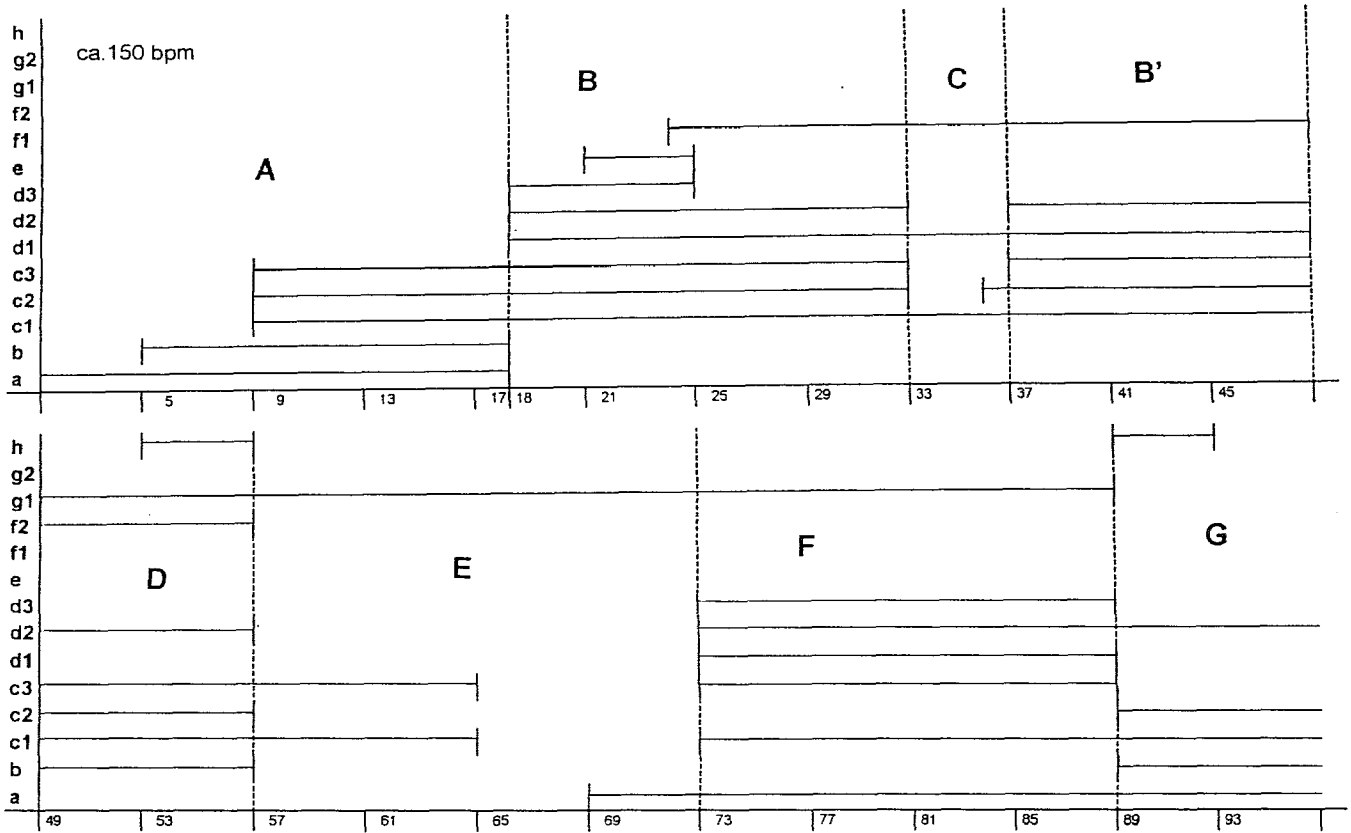 h
g2
g1
f2
f1
e
d3
d2
d1
c3
c2
c1
b
a
ca.150 bpm
A
B
C
B'
5 9 13 17 18 21 25 29 33 37 41 45
h
g2
g1
f2
f1
e
d3
d2
d1
c3
c2
c1
b
a
D
E
F
G
49 53 57 61 65 69 73 77 81 85 89 93